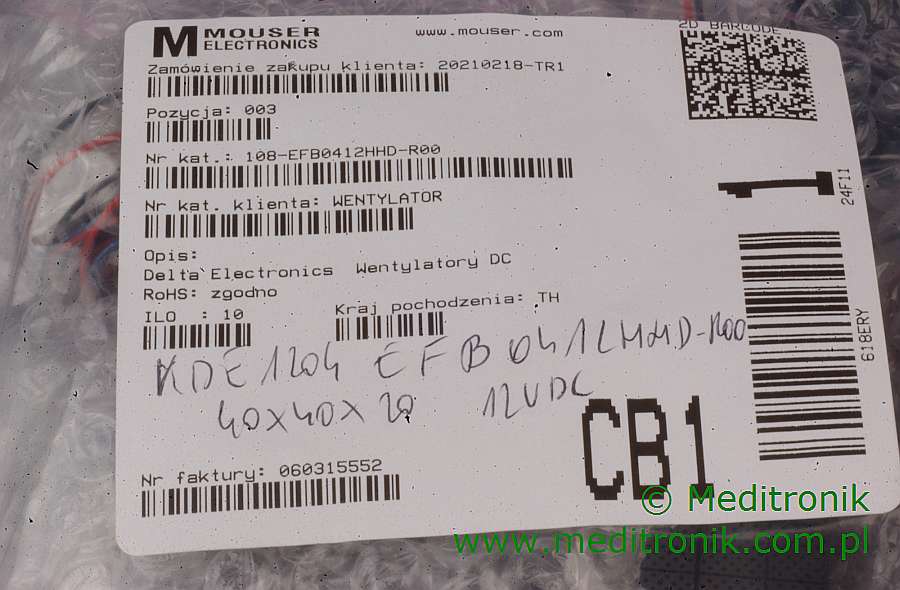 MOUSER
ELECTRONICS
www.mouser.com
2D BARCODE:
Zamówienie zakupu klienta: 20210218-TR1
Pozycja: 003
Nr kat.: 108-EFB0412HHD-R00
Nr kat. klienta: WENTYLATOR
24F11
Opis:
Delta Electronics Wentylatory DC
RoHS: zgodno
ILO : 10
Kraj pochodzenia: TH
618ERY
KDE1204 EFB0412HHD-R00
40x40x20 12VDC
CB1
Nr faktury: 060315552
© Meditronik
www.meditronik.com.pl